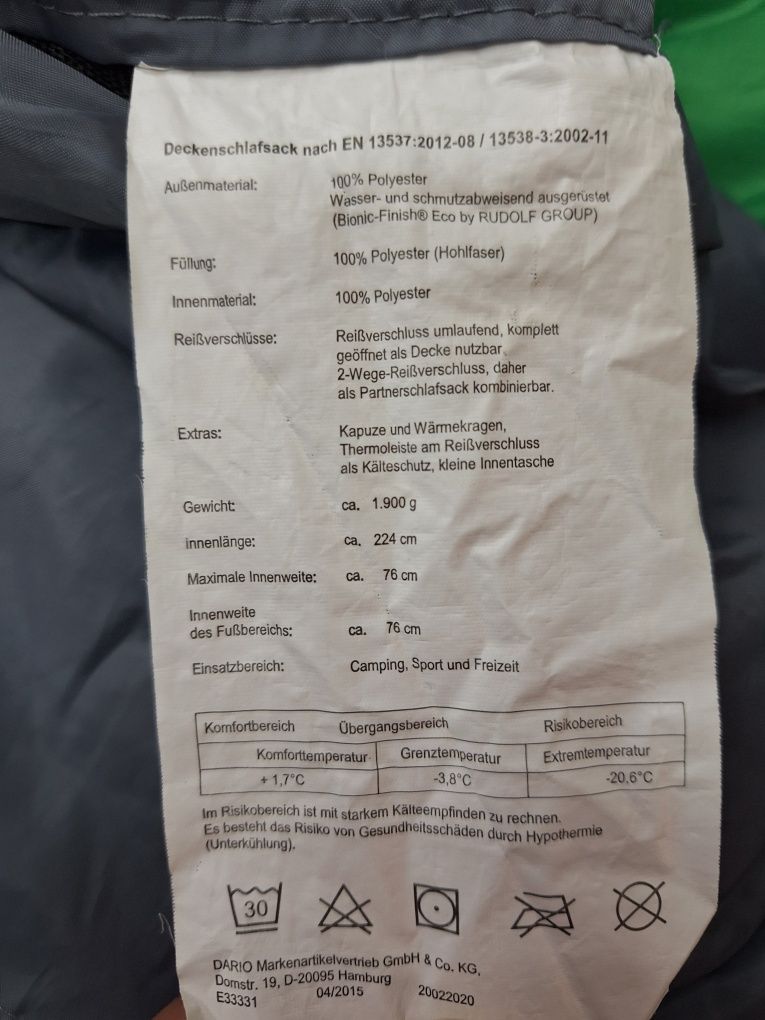 Deckenschlafsack nach EN 13537:2012-08 / 13538-3:2002-11
Außenmaterial: 100% Polyester
Wasser- und schmutzabweisend ausgerüstet
(Bionic-Finish® Eco by RUDOLF GROUP)
Füllung: 100% Polyester (Hohlfaser)
Innenmaterial: 100% Polyester
Reißverschlüsse: Reißverschluss umlaufend, komplett
geöffnet als Decke nutzbar,
2-Wege-Reißverschluss, daher
als Partnerschlafsack kombinierbar.
Extras: Kapuze und Wärmekragen,
Thermoleiste am Reißverschluss
als Kälteschutz, kleine Innentasche
Gewicht: ca. 1.900 g
innenlänge: ca. 224 cm
Maximale Innenweite: ca. 76 cm
Innenweite
des Fußbereichs: ca. 76 cm
Einsatzbereich: Camping, Sport und Freizeit
Komfortbereich Übergangsbereich Risikobereich
Komforttemperatur Grenztemperatur Extremtemperatur
+ 1,7°C -3,8°C -20,6°C
Im Risikobereich ist mit starkem Kälteempfinden zu rechnen.
Es besteht das Risiko von Gesundheitsschäden durch Hypothermie
(Unterkühlung).
30
DARIO Markenartikelvertrieb GmbH & Co. KG,
Domstr. 19, D-20095 Hamburg
E33331 04/2015 20022020